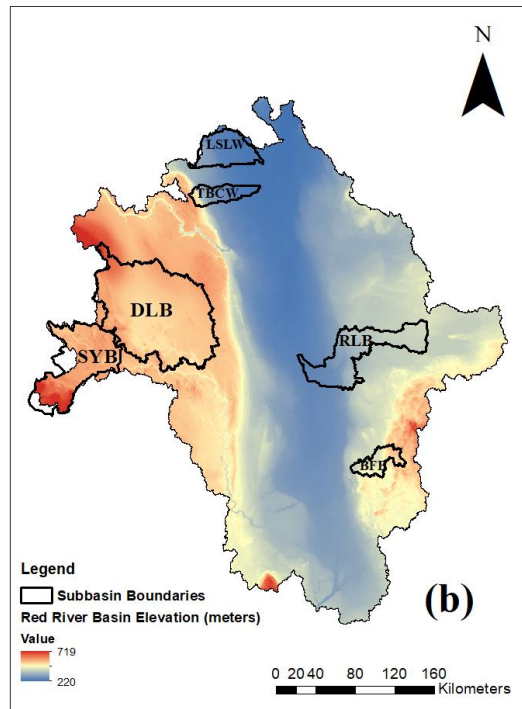 N
LSLW
TBCW
DLB
RLB
SYB
BFB
Legend
Subbasin Boundaries
Red River Basin Elevation (meters)
Value
719
220
(b)
0 20 40 80 120 160
Kilometers